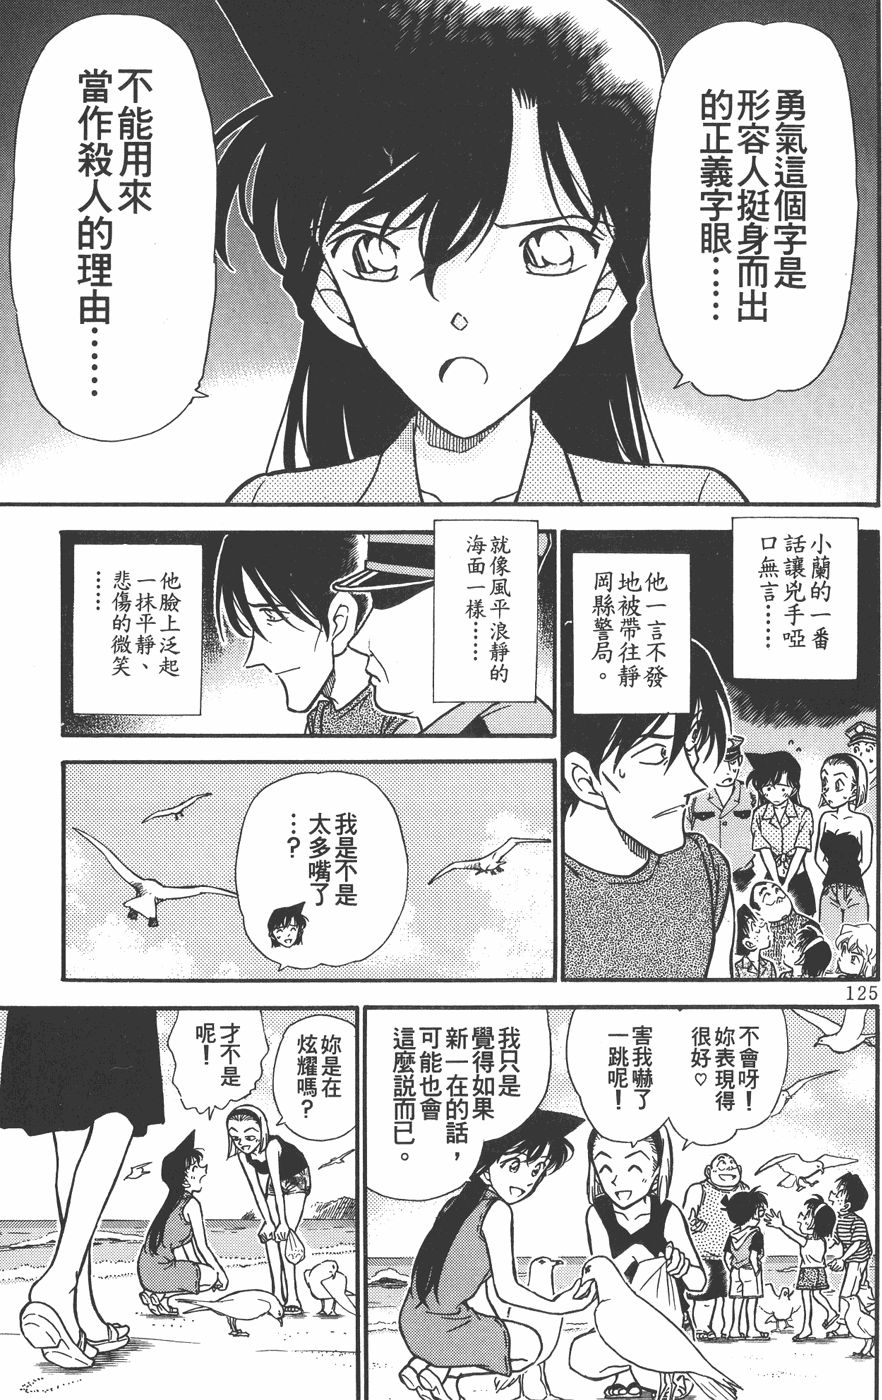 勇氣這個字是
形容人挺身而出
的正義字眼……
不能用來
當作殺人的理由……
小蘭的一番
話讓兇手啞
口無言……
他一言不發
地被帶往靜
岡縣警局。
就像風平浪靜的
海面一樣……
他臉上泛起
一抹平靜、
悲傷的微笑
……
我是不是
太多嘴了
…？
125
不會呀！
妳表現得
很好♡
害我嚇了
一跳呢！
我只是
覺得如果
新一在的話，
可能也會
這麼說而已。
妳是在
炫耀嗎？
才不是
呢！